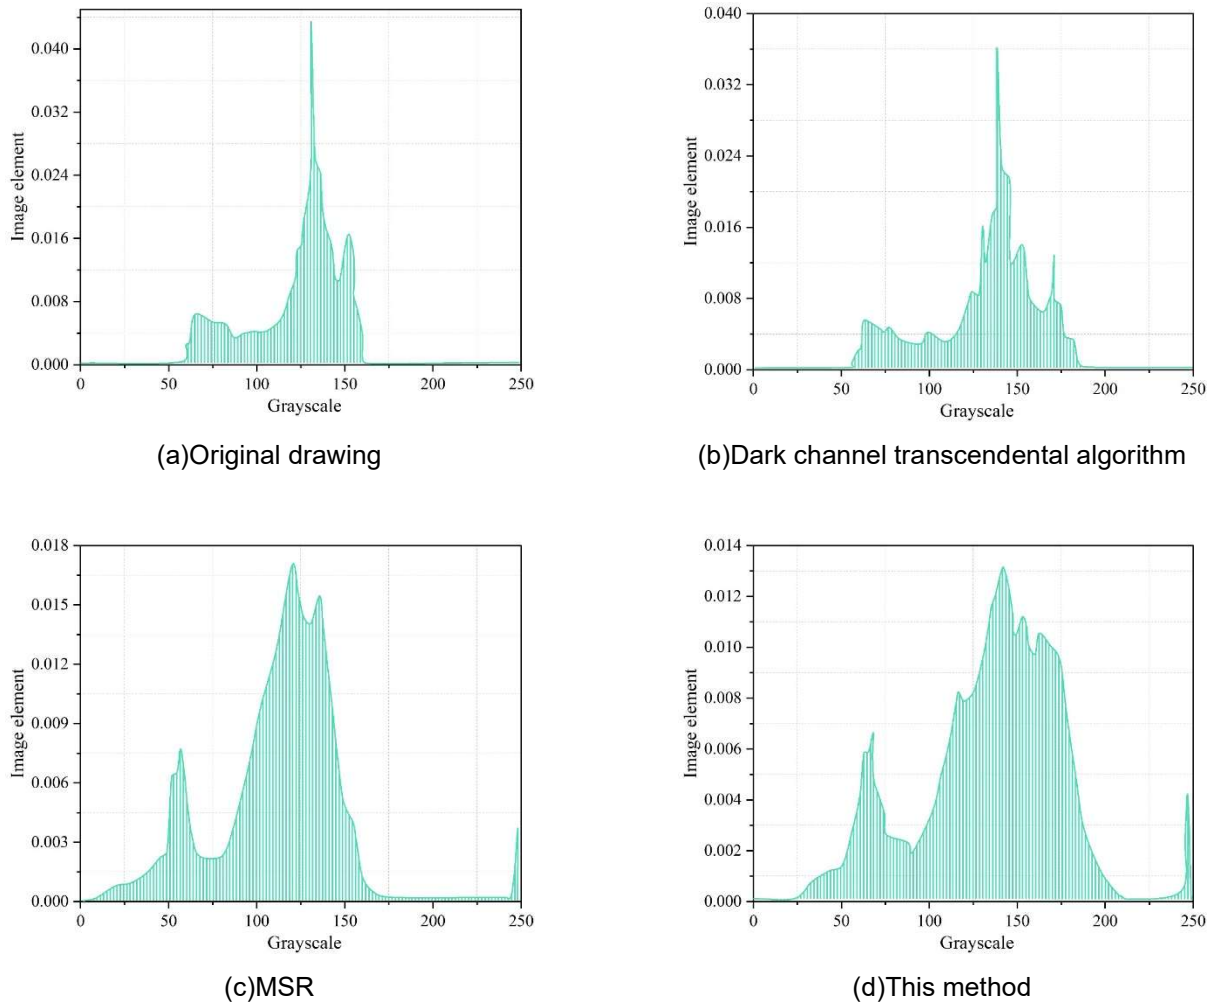 0.040
0.032
0.024
0.016
0.008
0.000
Image element
0 50 100 150 200 250
Grayscale
(a)Original drawing
0.040
0.032
0.024
0.016
0.008
0.000
Image element
0 50 100 150 200 250
Grayscale
(b)Dark channel transcendental algorithm
0.018
0.015
0.012
0.009
0.006
0.003
0.000
Image element
0 50 100 150 200 250
Grayscale
(c)MSR
0.014
0.012
0.010
0.008
0.006
0.004
0.002
0.000
Image element
0 50 100 150 200 250
Grayscale
(d)This method